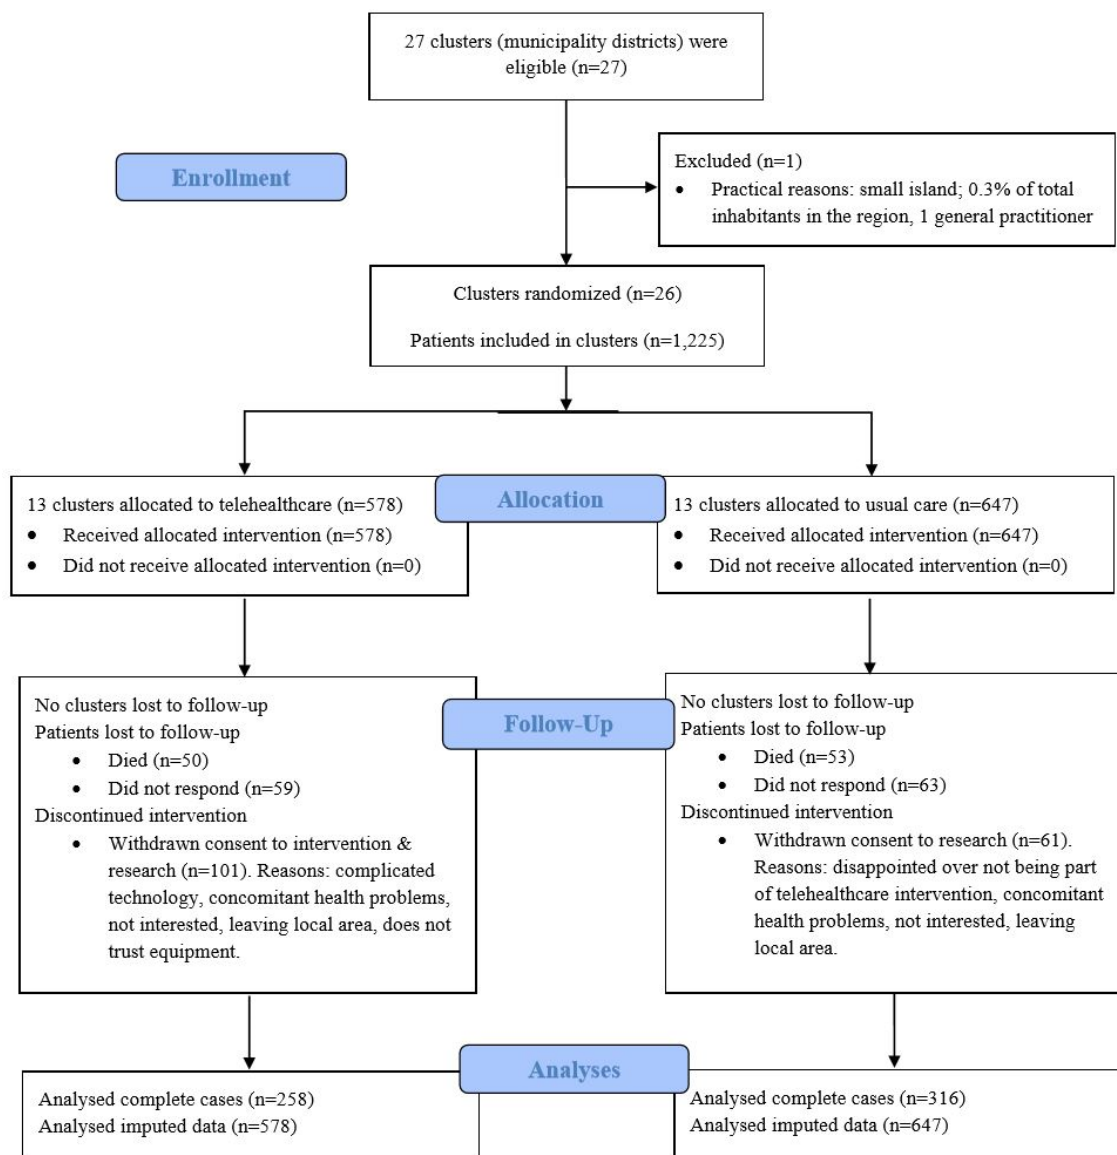 27 clusters (municipality districts) were
eligible (n=27)
Enrollment
Excluded (n=1)
• Practical reasons: small island; 0.3% of total
inhabitants in the region, 1 general practitioner
Clusters randomized (n=26)
Patients included in clusters (n=1,225)
Allocation
13 clusters allocated to telehealthcare (n=578)
• Received allocated intervention (n=578)
• Did not receive allocated intervention (n=0)
13 clusters allocated to usual care (n=647)
• Received allocated intervention (n=647)
• Did not receive allocated intervention (n=0)
Follow-Up
No clusters lost to follow-up
Patients lost to follow-up
• Died (n=50)
• Did not respond (n=59)
Discontinued intervention
• Withdrawn consent to intervention &
research (n=101). Reasons: complicated
technology, concomitant health problems,
not interested, leaving local area, does not
trust equipment.
No clusters lost to follow-up
Patients lost to follow-up
• Died (n=53)
• Did not respond (n=63)
Discontinued intervention
• Withdrawn consent to research (n=61).
Reasons: disappointed over not being part
of telehealthcare intervention, concomitant
health problems, not interested, leaving
local area.
Analyses
Analysed complete cases (n=258)
Analysed imputed data (n=578)
Analysed complete cases (n=316)
Analysed imputed data (n=647)